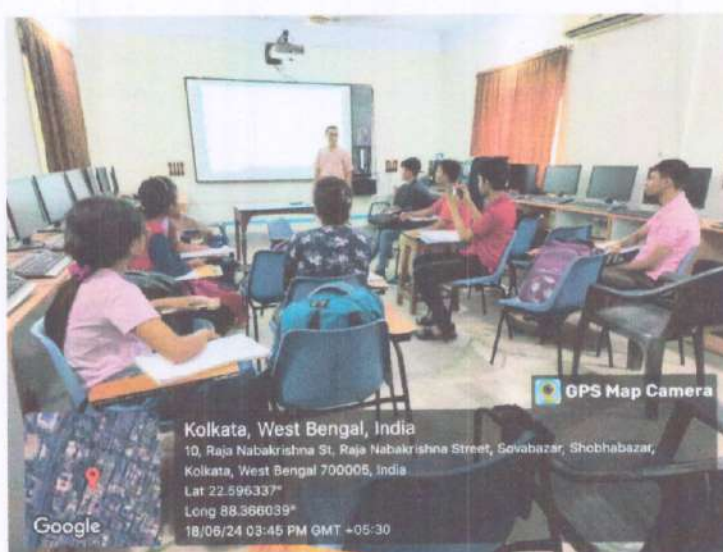 GPS Map Camera
Kolkata, West Bengal, India
10, Raja Nabakrishna St, Raja Nabakrishna Street, Sovabazar, Shobhabazar,
Kolkata, West Bengal 700005, India
Lat 22.596337°
Long 88.366039°
18/06/24 03:45 PM GMT +05:30
Google